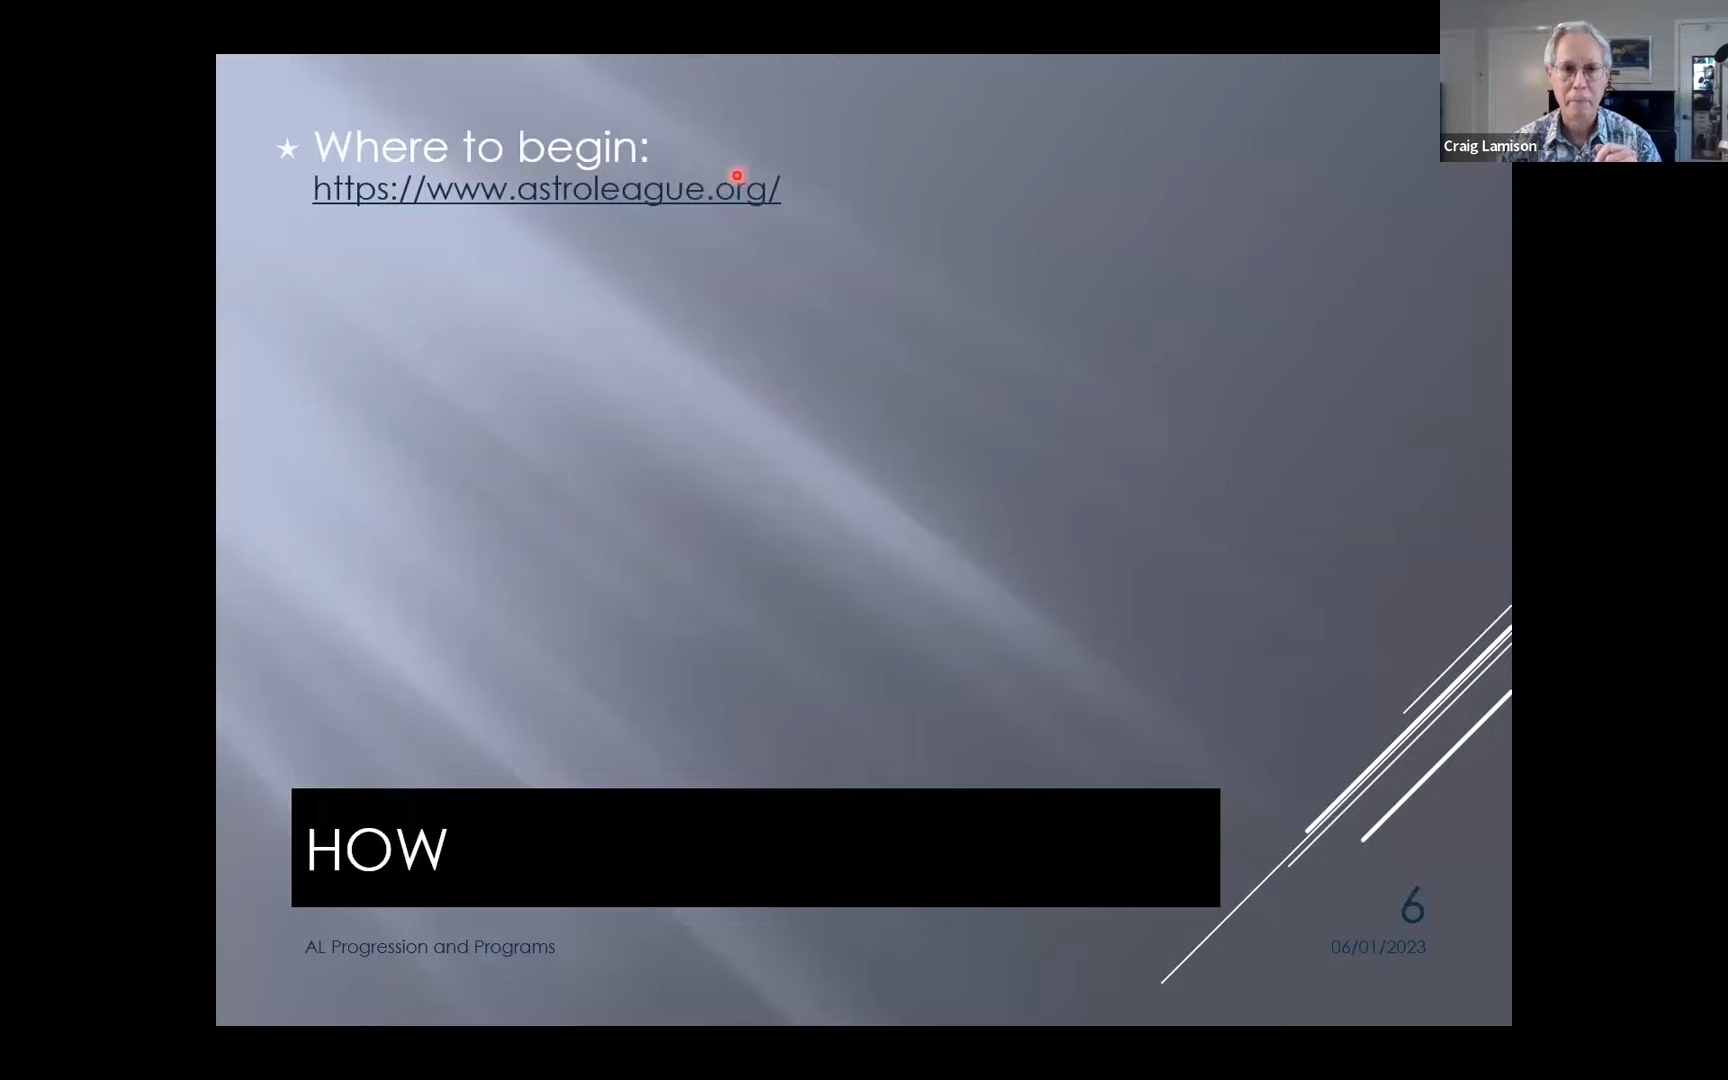 Craig Lamison
Where to begin:
https://www.astroleague.org/
HOW
6
AL Progression and Programs
06/01/2023